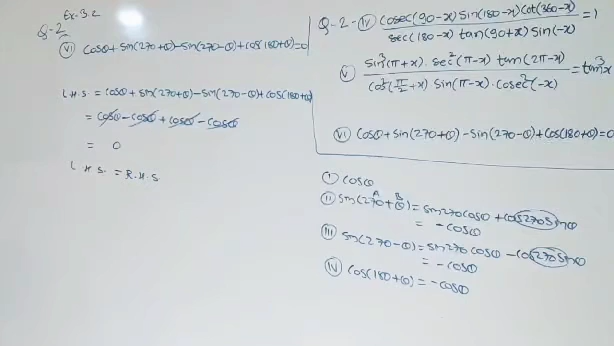 Ex-3.2
Q-2
(vi) cosθ + sin(270+θ) - sin(270-θ) + cos(180+θ) = 0
L.H.S. = cosθ + sin(270+θ) - sin(270-θ) + cos(180+θ)
= cosθ - cosθ + cosθ - cosθ
= 0
L.H.S. = R.H.S
Q-2- (iv) cosec(90-x) sin(180-x) cot(360-x) / sec(180-x) tan(90+x) sin(-x) = 1
(v) sin³(π+x) . sec²(π-x) tan(2π-x) / cos²(π/2+x) sin(π-x) . cosec²(-x) = tan³x
(vi) cosθ + sin(270+θ) - sin(270-θ) + cos(180+θ) = 0
(i) cosθ
A B
(ii) sin(270+θ) = sin270 cosθ + cos270 sinθ
= -cosθ
(iii) sin(270-θ) = sin270 cosθ - cos270 sinθ
= -cosθ
(iv) cos(180+θ) = -cosθ